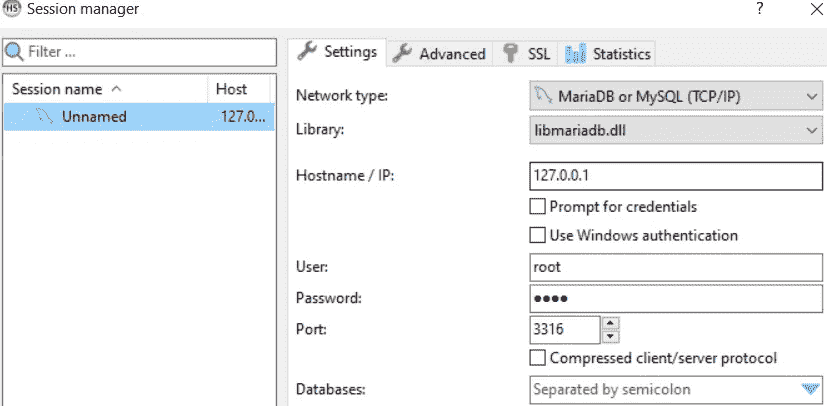 HS Session manager ? ×
Filter ...
Session name Host
Unnamed 127.0...
Settings Advanced SSL Statistics
Network type: MariaDB or MySQL (TCP/IP)
Library: libmariadb.dll
Hostname / IP: 127.0.0.1
Prompt for credentials
Use Windows authentication
User: root
Password: ●●●●
Port: 3316
Compressed client/server protocol
Databases: Separated by semicolon